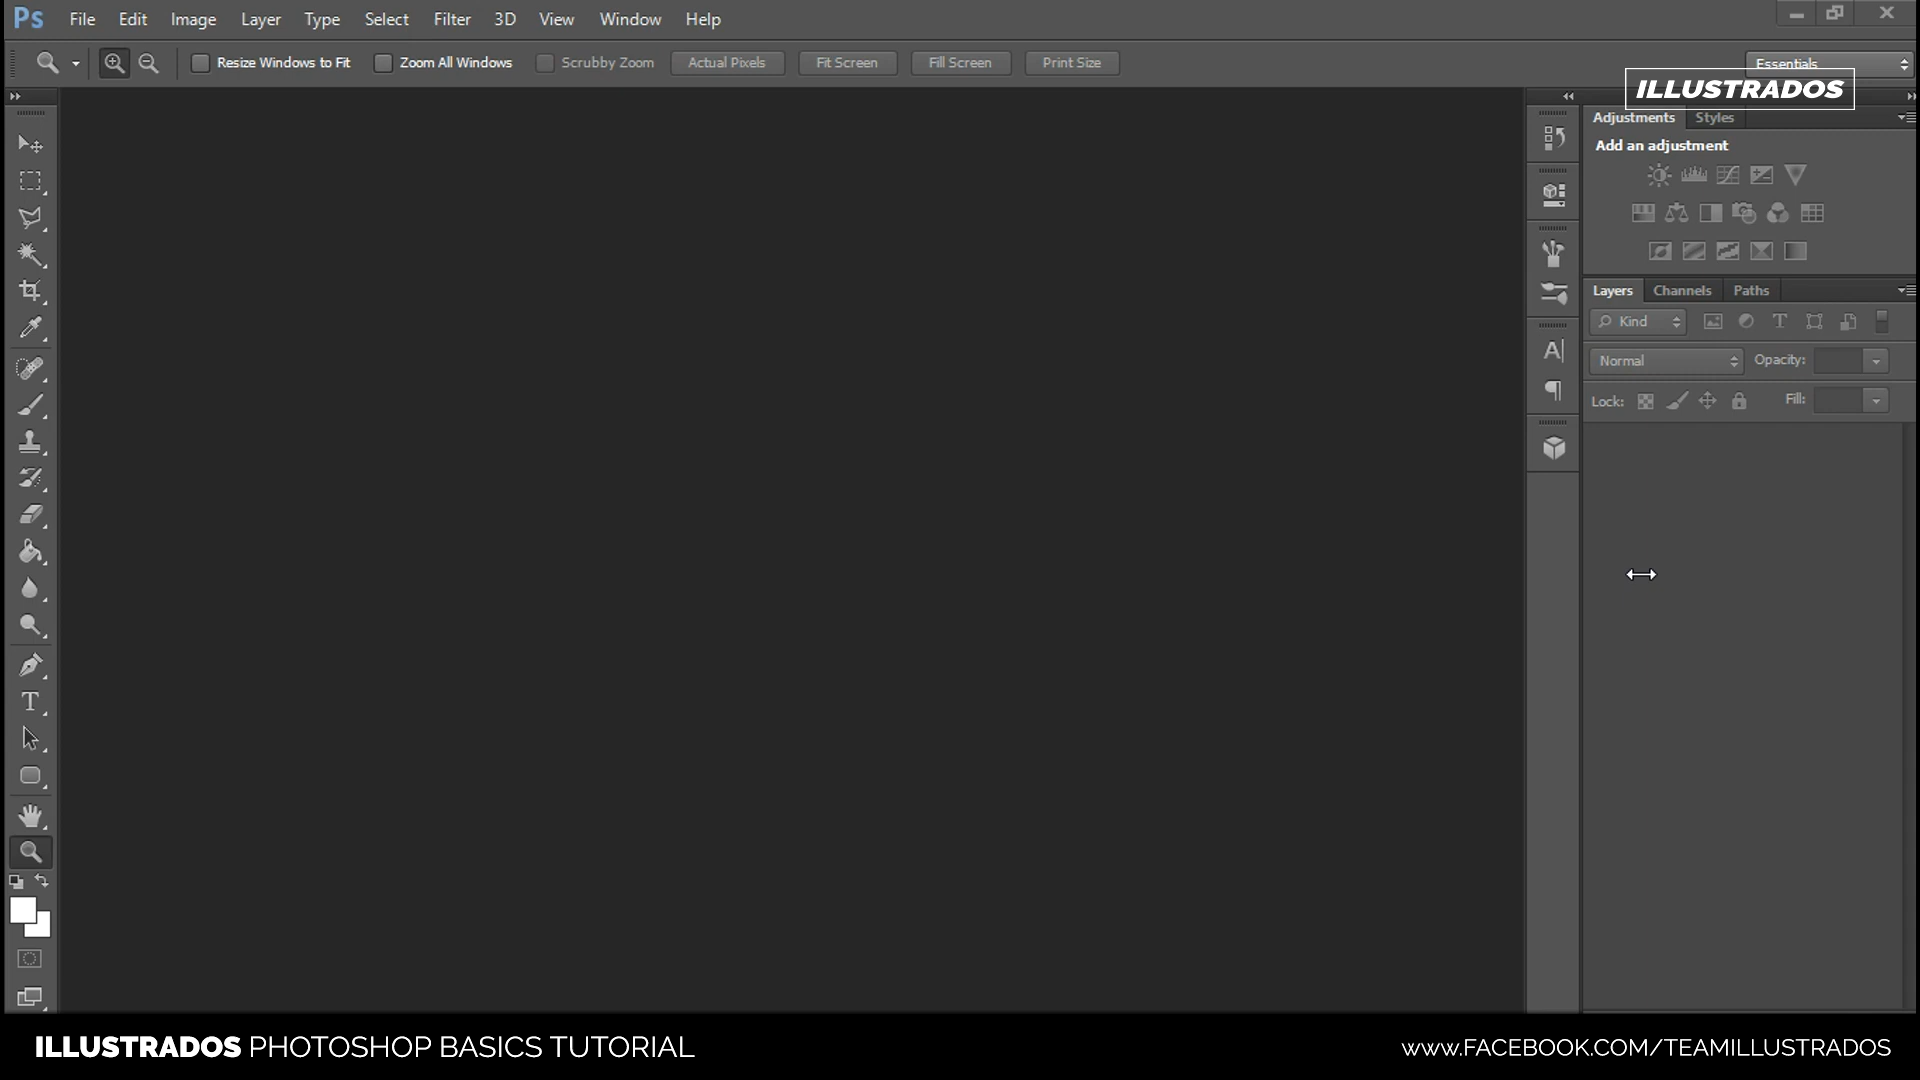 Ps File Edit Image Layer Type Select Filter 3D View Window Help
Resize Windows to Fit Zoom All Windows Scrubby Zoom Actual Pixels Fit Screen Fill Screen Print Size Essentials
ILLUSTRADOS
Adjustments Styles
Add an adjustment
Layers Channels Paths
Kind
Normal Opacity:
Lock: Fill:
ILLUSTRADOS PHOTOSHOP BASICS TUTORIAL
WWW.FACEBOOK.COM/TEAMILLUSTRADOS